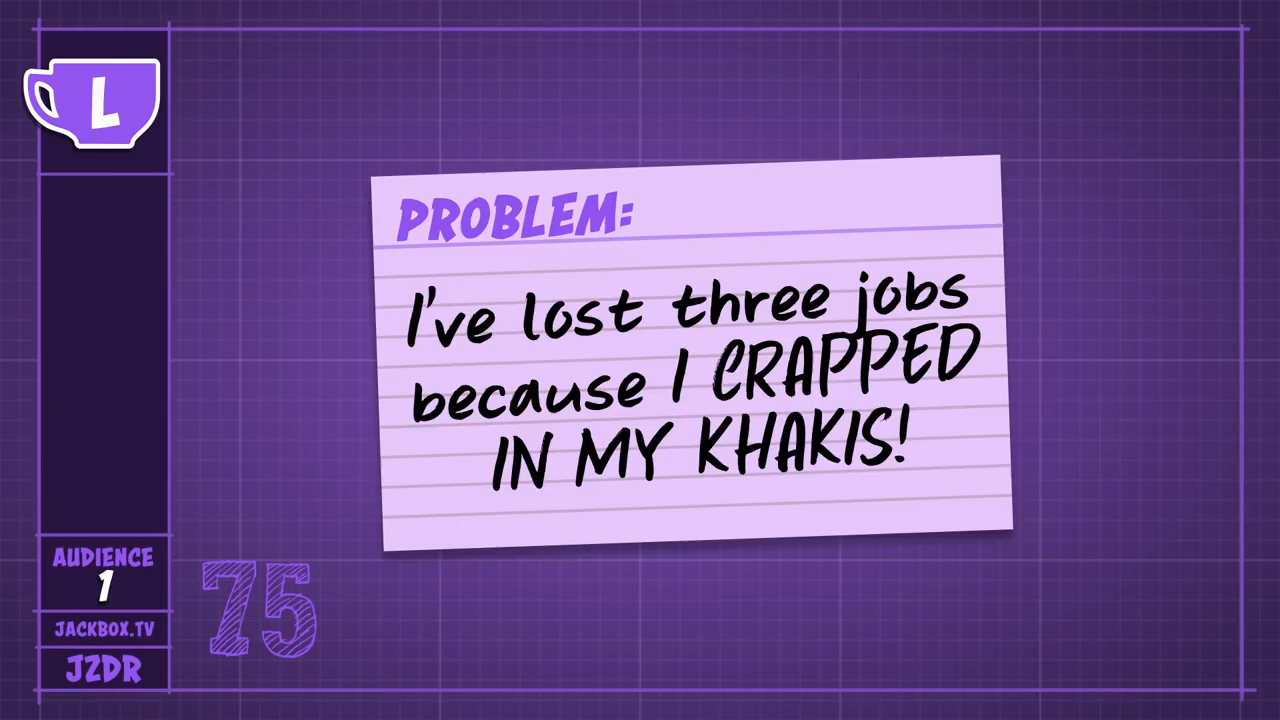 L
PROBLEM:
I've lost three jobs
because I CRAPPED
IN MY KHAKIS!
AUDIENCE
1
JACKBOX.TV
JZDR
75